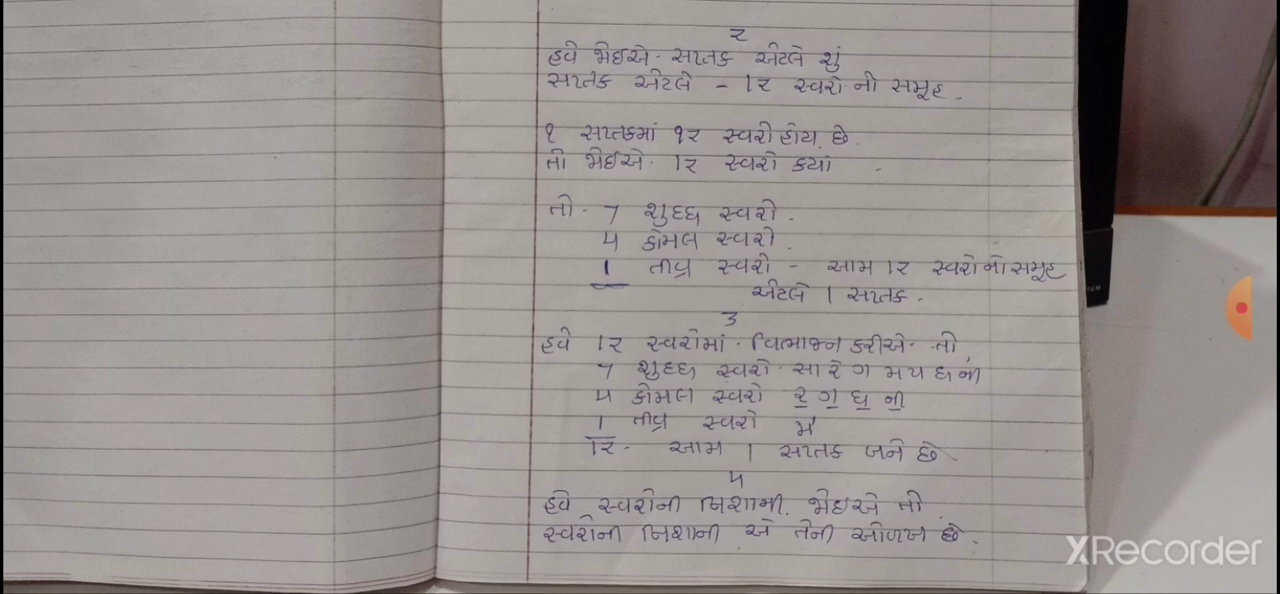 ૨
હવે જોઈએ. સપ્તક એટલે શું
સપ્તક એટલે – ૧૨ સ્વરો નો સમૂહ.
૧ સપ્તકમાં ૧૨ સ્વરો હોય છે.
તો જોઈએ. ૧૨ સ્વરો કયાં
તો. ૭ શુદ્ધ સ્વરો.
૪ કોમલ સ્વરો.
૧ તીવ્ર સ્વરો – આમ ૧૨ સ્વરો નો સમૂહ
એટલે ૧ સપ્તક.
૩
હવે ૧૨ સ્વરોમાં. વિભાજન કરીએ. તો,
૭ શુદ્ધ સ્વરો. સા રે ગ મ પ ધ ની
૪ કોમલ સ્વરો રે॒ ગ॒ ધ॒ ની॒
૧ તીવ્ર સ્વરો મ॑
૧૨. આમ ૧ સપ્તક બને છે
૪
હવે સ્વરોની નિશાની. જોઈએ તો.
સ્વરોની નિશાની એ તેની ઓળખ છે.
XRecorder